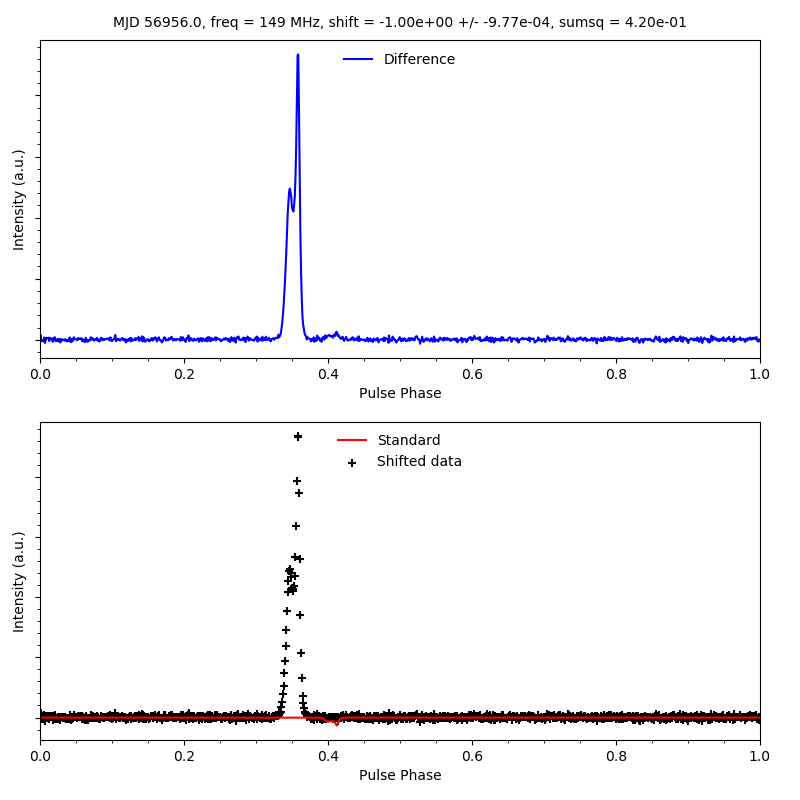 MJD 56956.0, freq = 149 MHz, shift = -1.00e+00 +/- -9.77e-04, sumsq = 4.20e-01
Difference
Intensity (a.u.)
0.0 0.2 0.4 0.6 0.8 1.0
Pulse Phase
Standard
Shifted data
Intensity (a.u.)
0.0 0.2 0.4 0.6 0.8 1.0
Pulse Phase